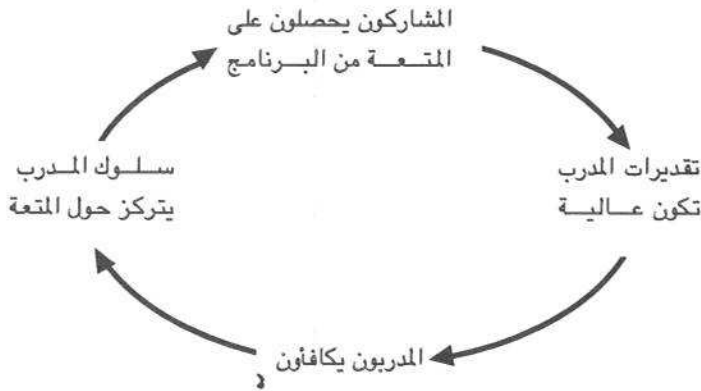 المشاركون يحصلون على
المتعة من البرنامج
تقديرات المدرب
تكون عالية
المدربون يكافأون
سلوك المدرب
يتركز حول المتعة